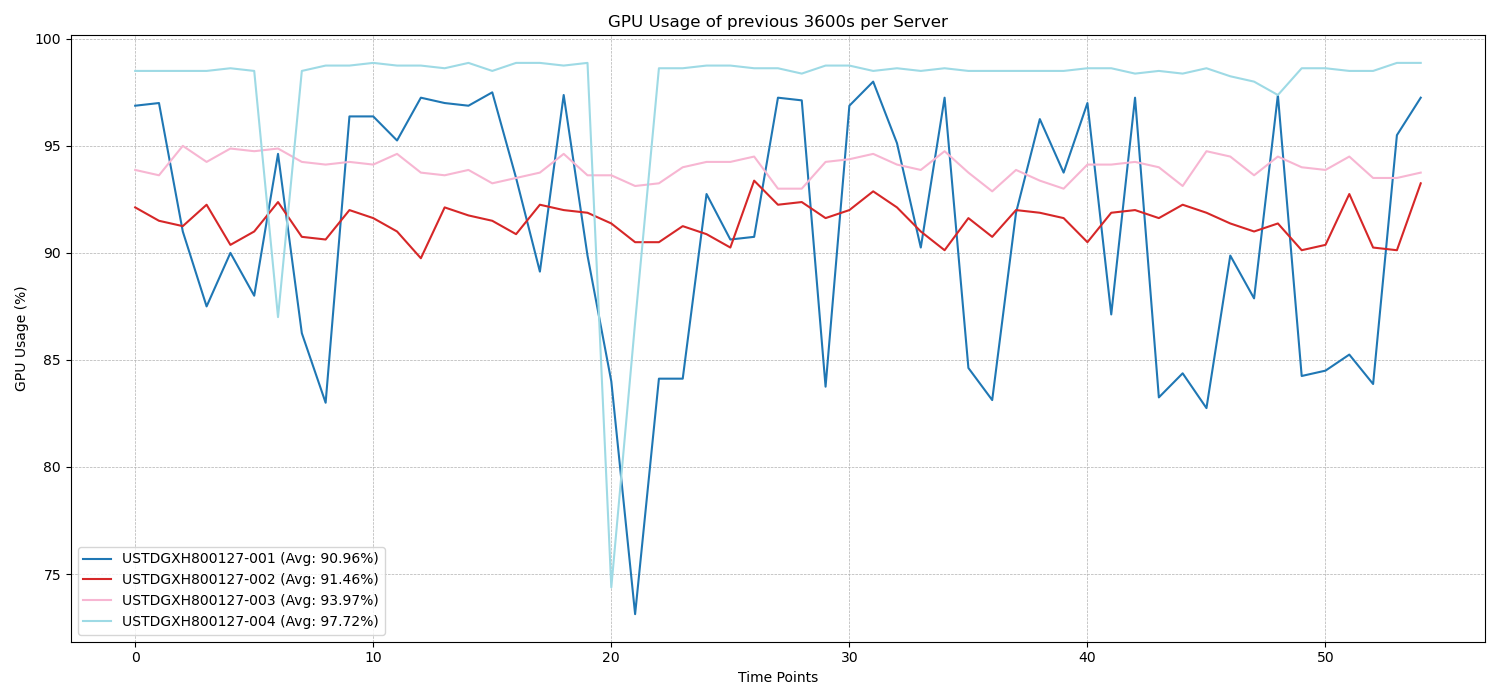 GPU Usage of previous 3600s per Server
GPU Usage (%)
100
95
90
85
80
75
USTDGXH800127-001 (Avg: 90.96%)
USTDGXH800127-002 (Avg: 91.46%)
USTDGXH800127-003 (Avg: 93.97%)
USTDGXH800127-004 (Avg: 97.72%)
0 10 20 30 40 50
Time Points